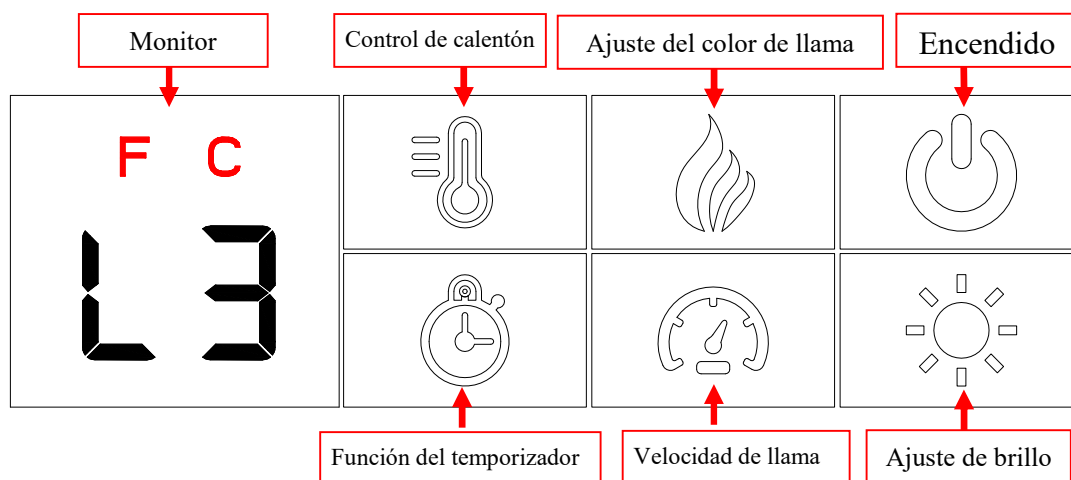 Monitor
Control de calentón
Ajuste del color de llama
Encendido
F C
L3
Función del temporizador
Velocidad de llama
Ajuste de brillo